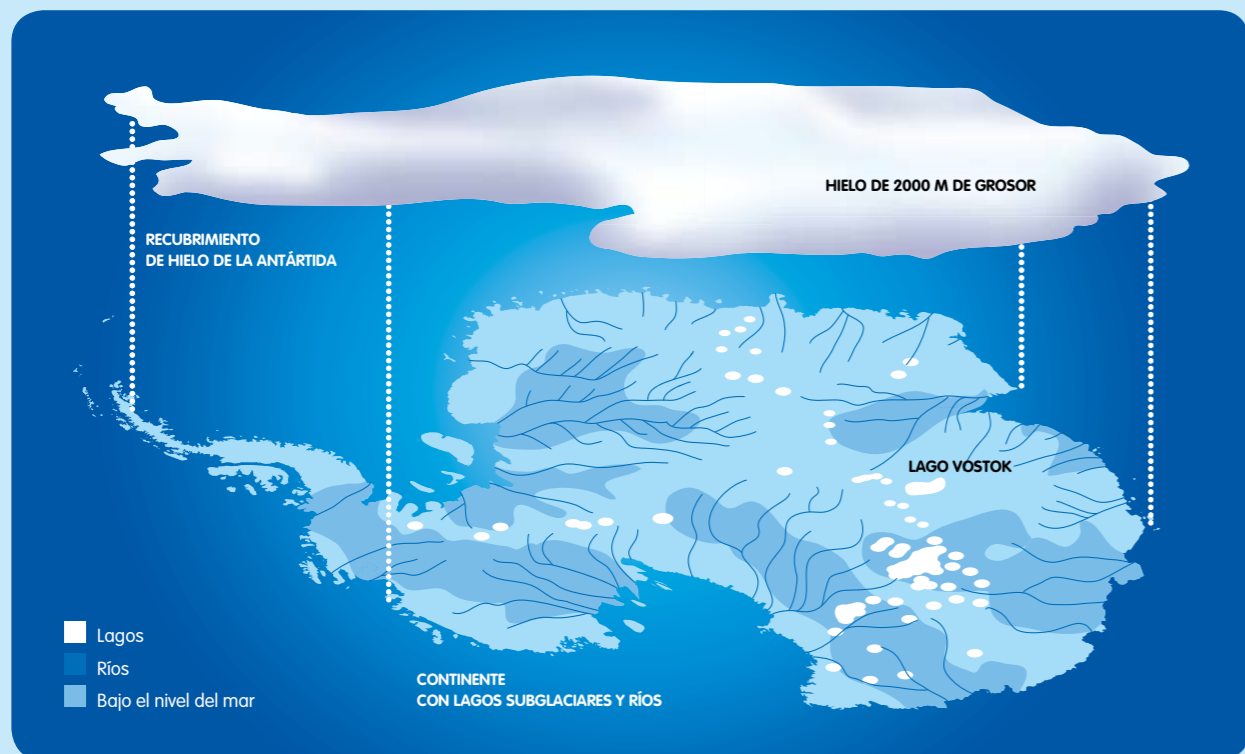 HIELO DE 2000 M DE GROSOR
RECUBRIMIENTO
DE HIELO DE LA ANTÁRTIDA
LAGO VOSTOK
Lagos
Ríos
Bajo el nivel del mar
CONTINENTE
CON LAGOS SUBGLACIARES Y RÍOS